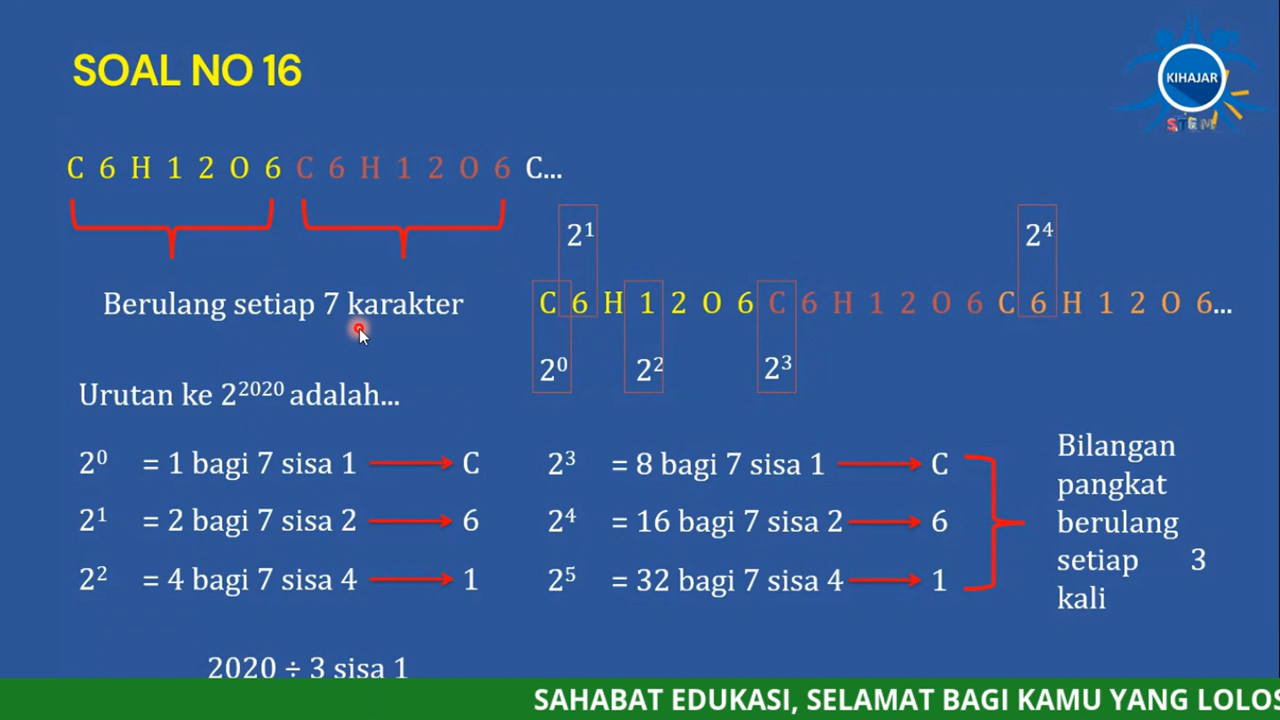 SOAL NO 16
KIHAJAR
STEM
C 6 H 1 2 O 6 C 6 H 1 2 O 6 C...
Berulang setiap 7 karakter
2¹
2⁴
C 6 H 1 2 O 6 C 6 H 1 2 O 6 C 6 H 1 2 O 6...
2⁰
2²
2³
Urutan ke 2²⁰²⁰ adalah...
2⁰ = 1 bagi 7 sisa 1 → C
2¹ = 2 bagi 7 sisa 2 → 6
2² = 4 bagi 7 sisa 4 → 1
2³ = 8 bagi 7 sisa 1 → C
2⁴ = 16 bagi 7 sisa 2 → 6
2⁵ = 32 bagi 7 sisa 4 → 1
Bilangan
pangkat
berulang
setiap 3
kali
2020 ÷ 3 sisa 1
SAHABAT EDUKASI, SELAMAT BAGI KAMU YANG LOLOS